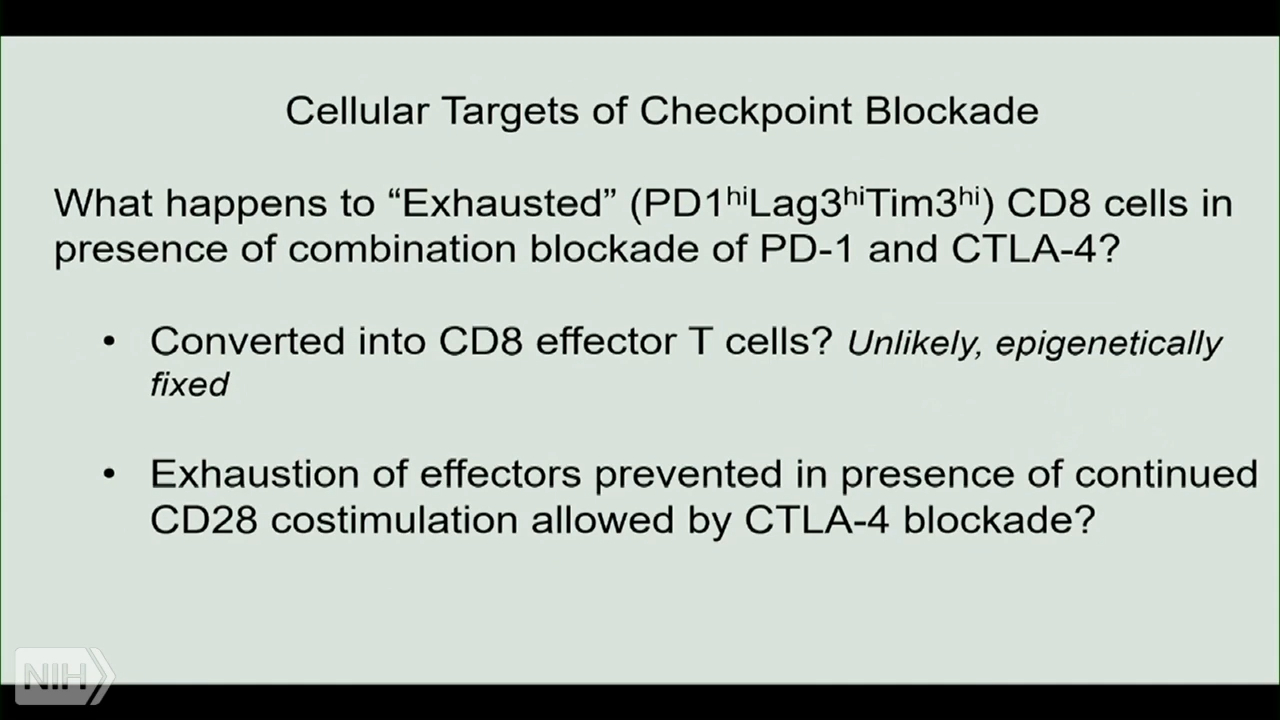 Cellular Targets of Checkpoint Blockade
What happens to “Exhausted” (PD1hiLag3hiTim3hi) CD8 cells in
presence of combination blockade of PD-1 and CTLA-4?
• Converted into CD8 effector T cells? Unlikely, epigenetically
fixed
• Exhaustion of effectors prevented in presence of continued
CD28 costimulation allowed by CTLA-4 blockade?
NIH